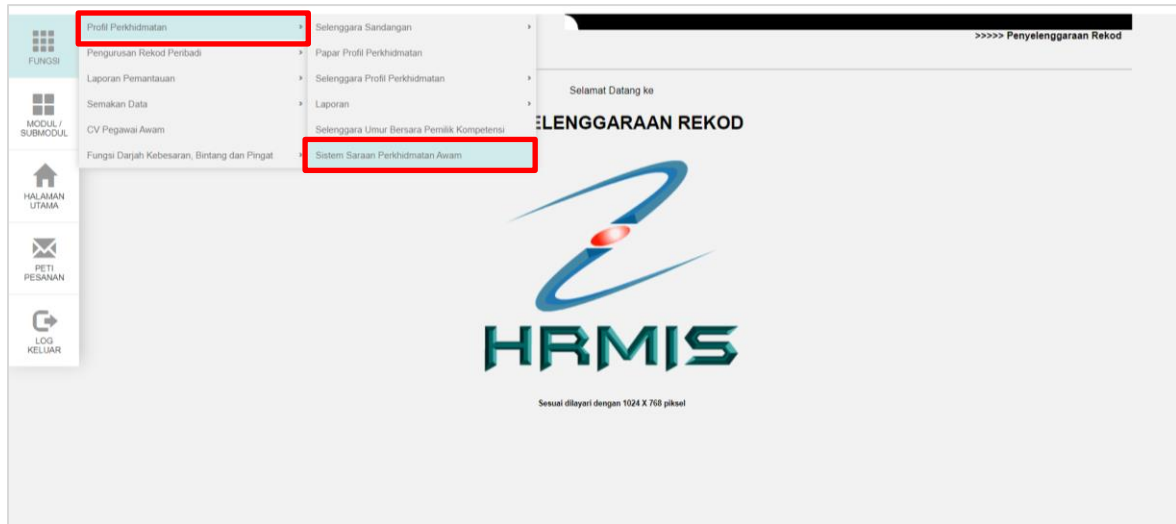 FUNGSI
MODUL /
SUBMODUL
HALAMAN
UTAMA
PETI
PESANAN
LOG
KELUAR
Profil Perkhidmatan
Pengurusan Rekod Peribadi
Laporan Pemantauan
Semakan Data
CV Pegawai Awam
Fungsi Darjah Kebesaran, Bintang dan Pingat
Selenggara Sandangan
Papar Profil Perkhidmatan
Selenggara Profil Perkhidmatan
Laporan
Selenggara Umur Bersara Pemilik Kompetensi
Sistem Saraan Perkhidmatan Awam
>>>>> Penyelenggaraan Rekod
Selamat Datang ke
ELENGGARAAN REKOD
HRMIS
Sesuai dilayari dengan 1024 X 768 piksel